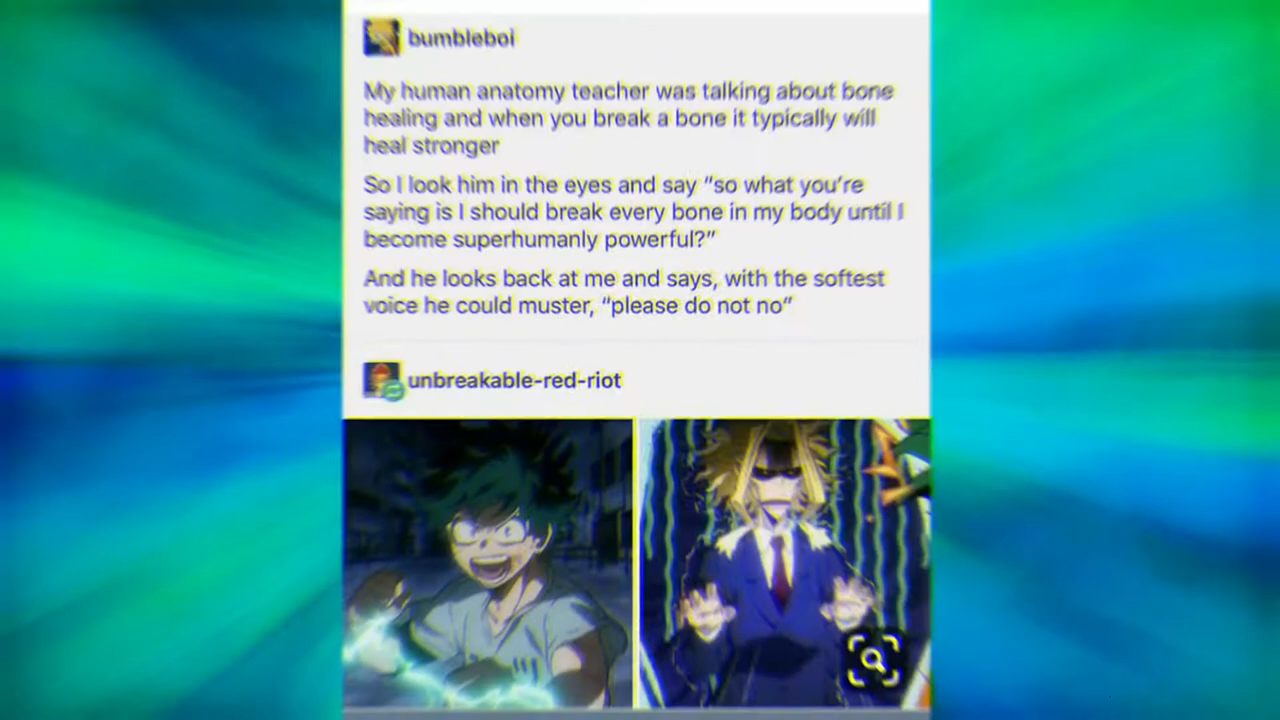 bumbleboi
My human anatomy teacher was talking about bone
healing and when you break a bone it typically will
heal stronger
So I look him in the eyes and say “so what you’re
saying is I should break every bone in my body until I
become superhumanly powerful?”
And he looks back at me and says, with the softest
voice he could muster, “please do not no”
unbreakable-red-riot